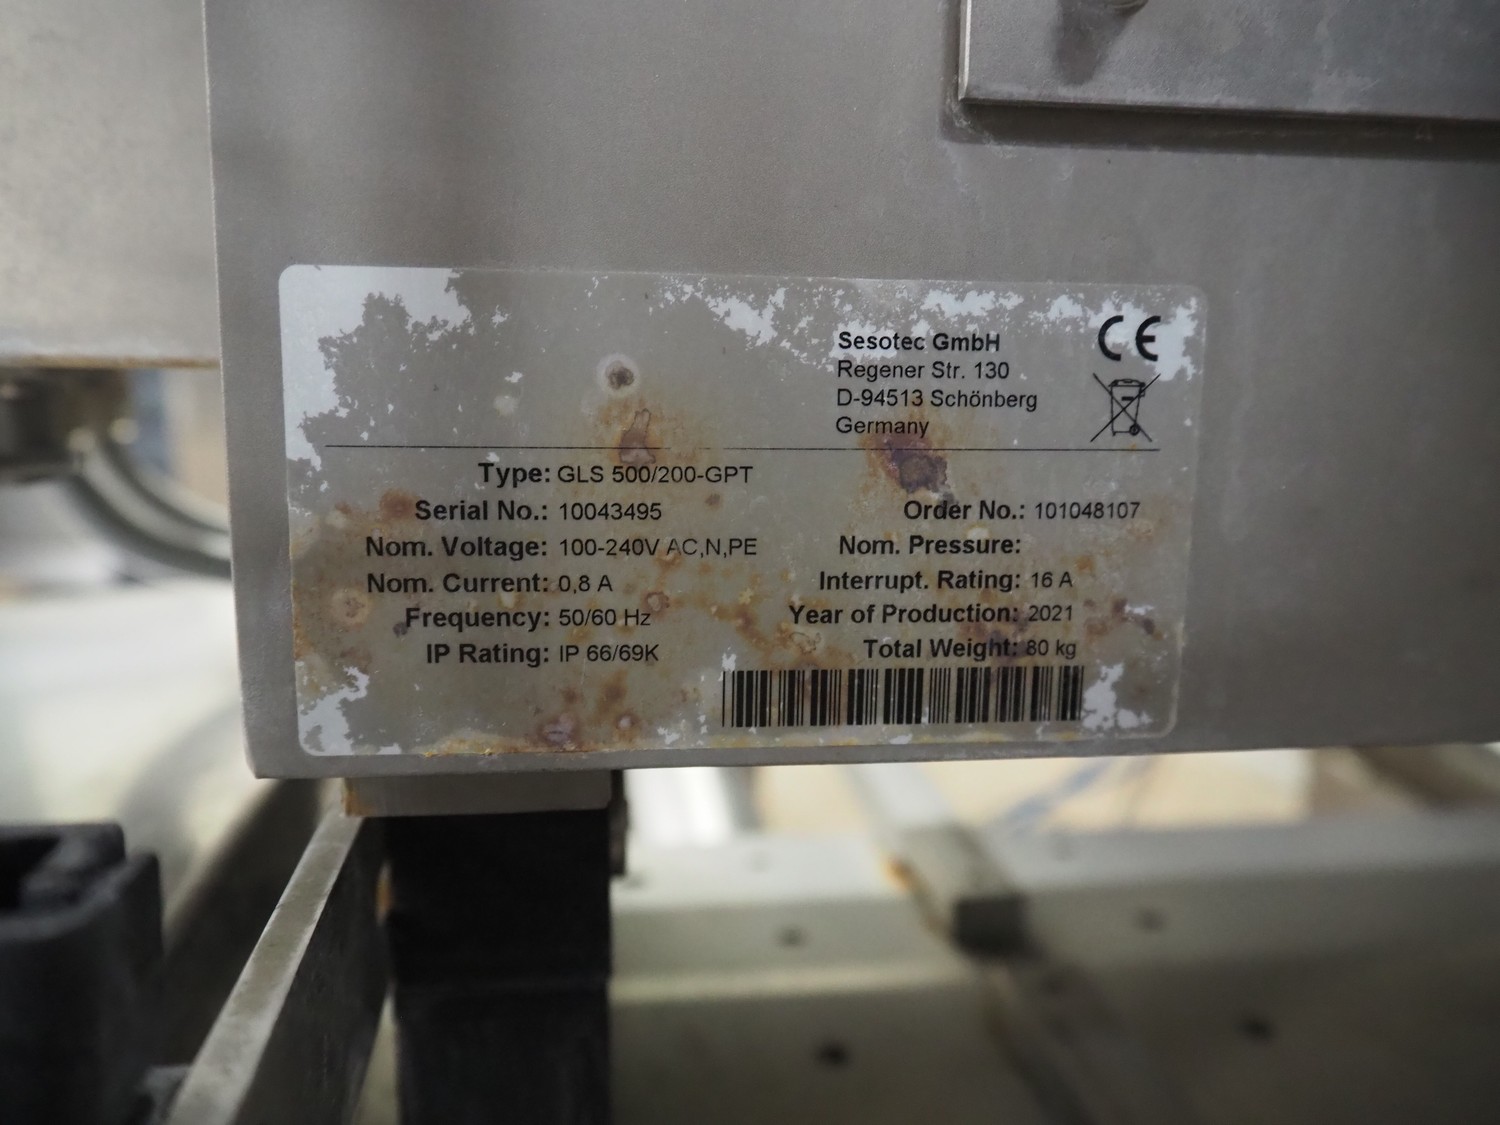 Sesotec GmbH
Regener Str. 130
D-94513 Schönberg
Germany
CE
Type: GLS 500/200-GPT
Serial No.: 10043495
Order No.: 101048107
Nom. Voltage: 100-240V AC,N,PE
Nom. Pressure:
Nom. Current: 0,8 A
Interrupt. Rating: 16 A
Frequency: 50/60 Hz
Year of Production: 2021
IP Rating: IP 66/69K
Total Weight: 80 kg